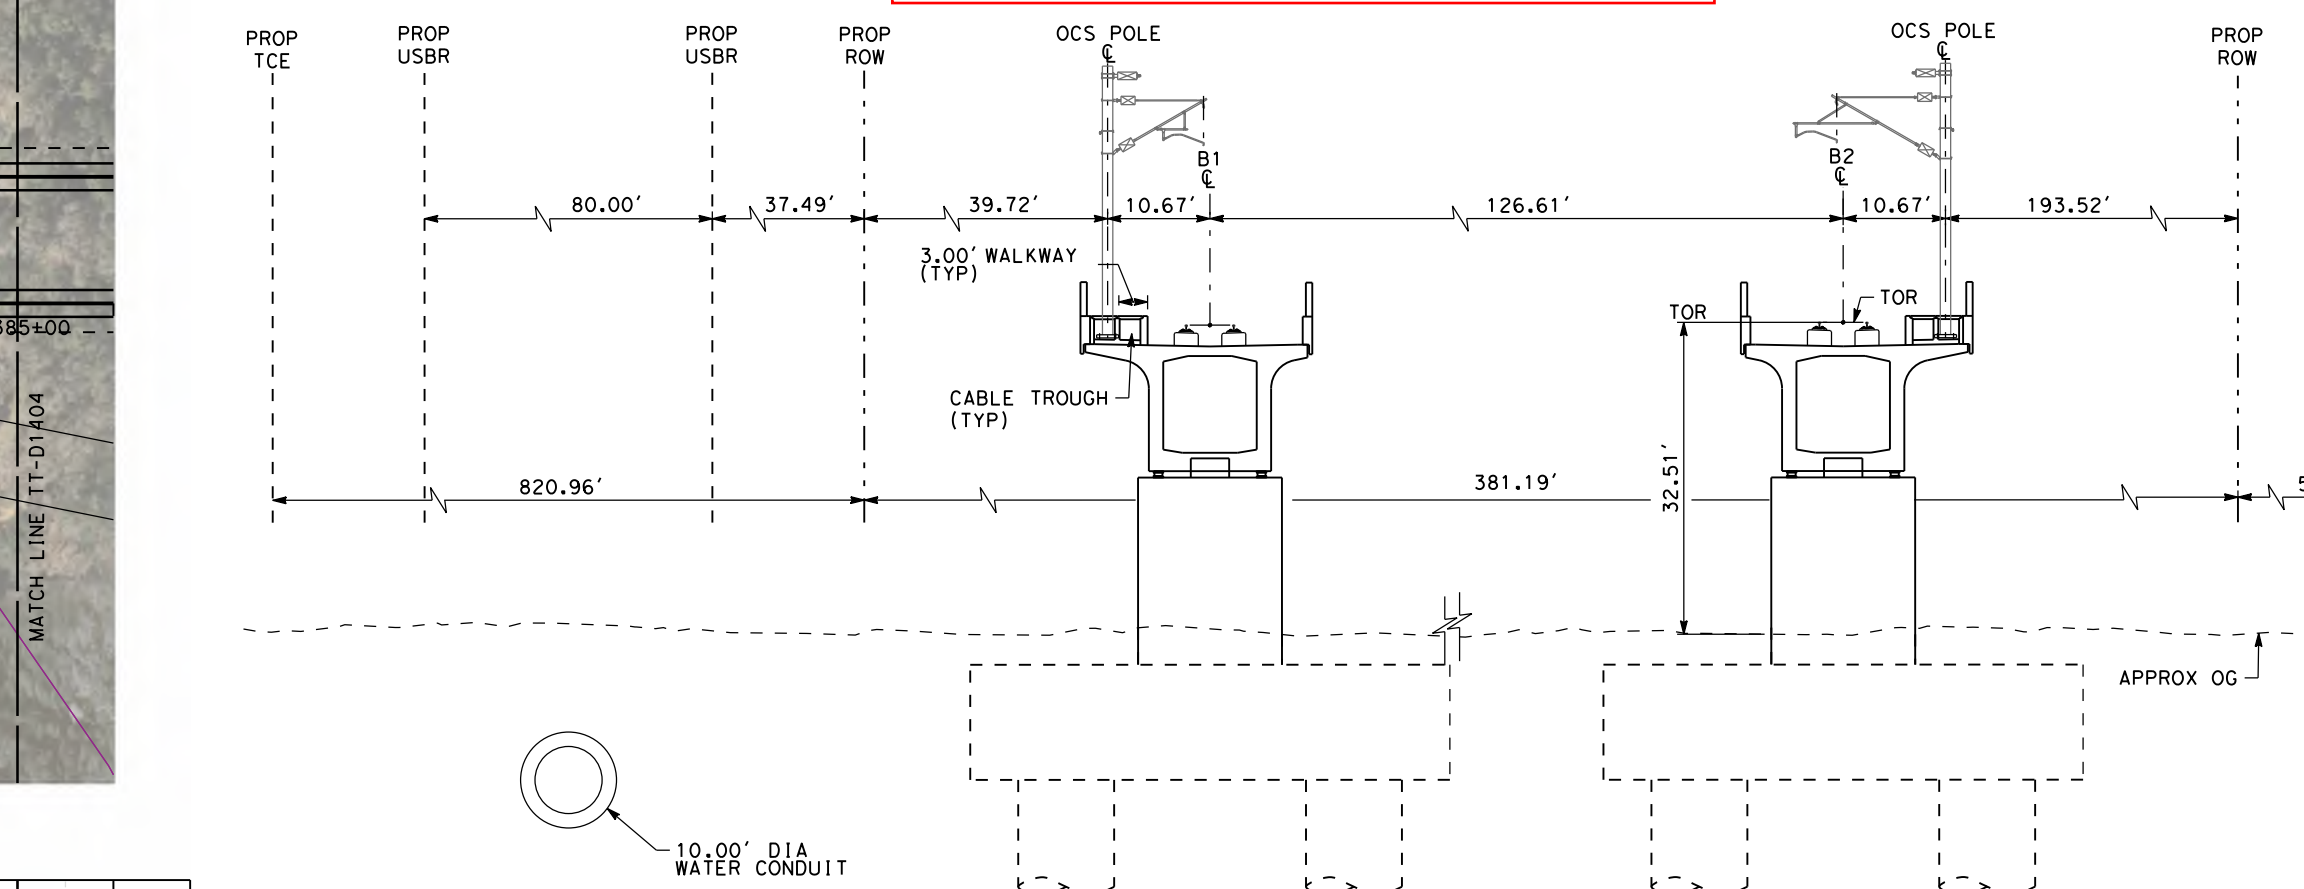 PROP
TCE
PROP
USBR
PROP
USBR
PROP
ROW
OCS POLE
℄
OCS POLE
℄
PROP
ROW
B1
℄
B2
℄
80.00'
37.49'
39.72'
10.67'
126.61'
10.67'
193.52'
3.00' WALKWAY
(TYP)
TOR
TOR
85+00
CABLE TROUGH
(TYP)
MATCH LINE TT-D1404
820.96'
381.19'
32.51'
APPROX OG
10.00' DIA
WATER CONDUIT